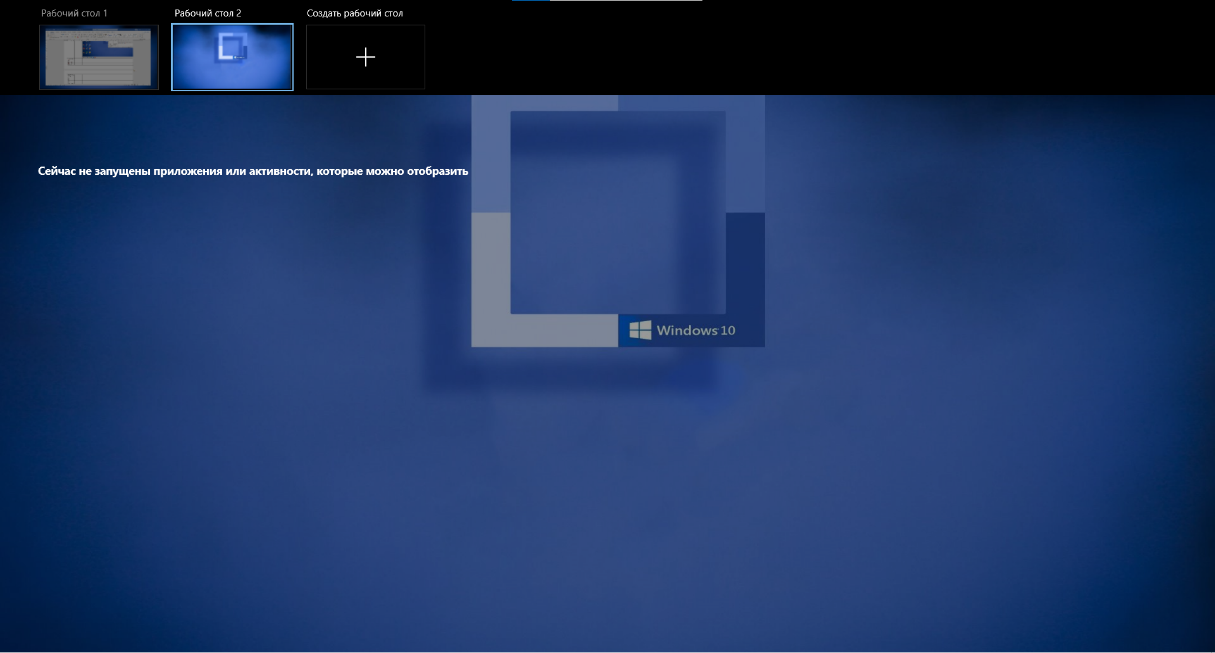 Рабочий стол 1
Рабочий стол 2
Создать рабочий стол
Сейчас не запущены приложения или активности, которые можно отобразить
Windows 10